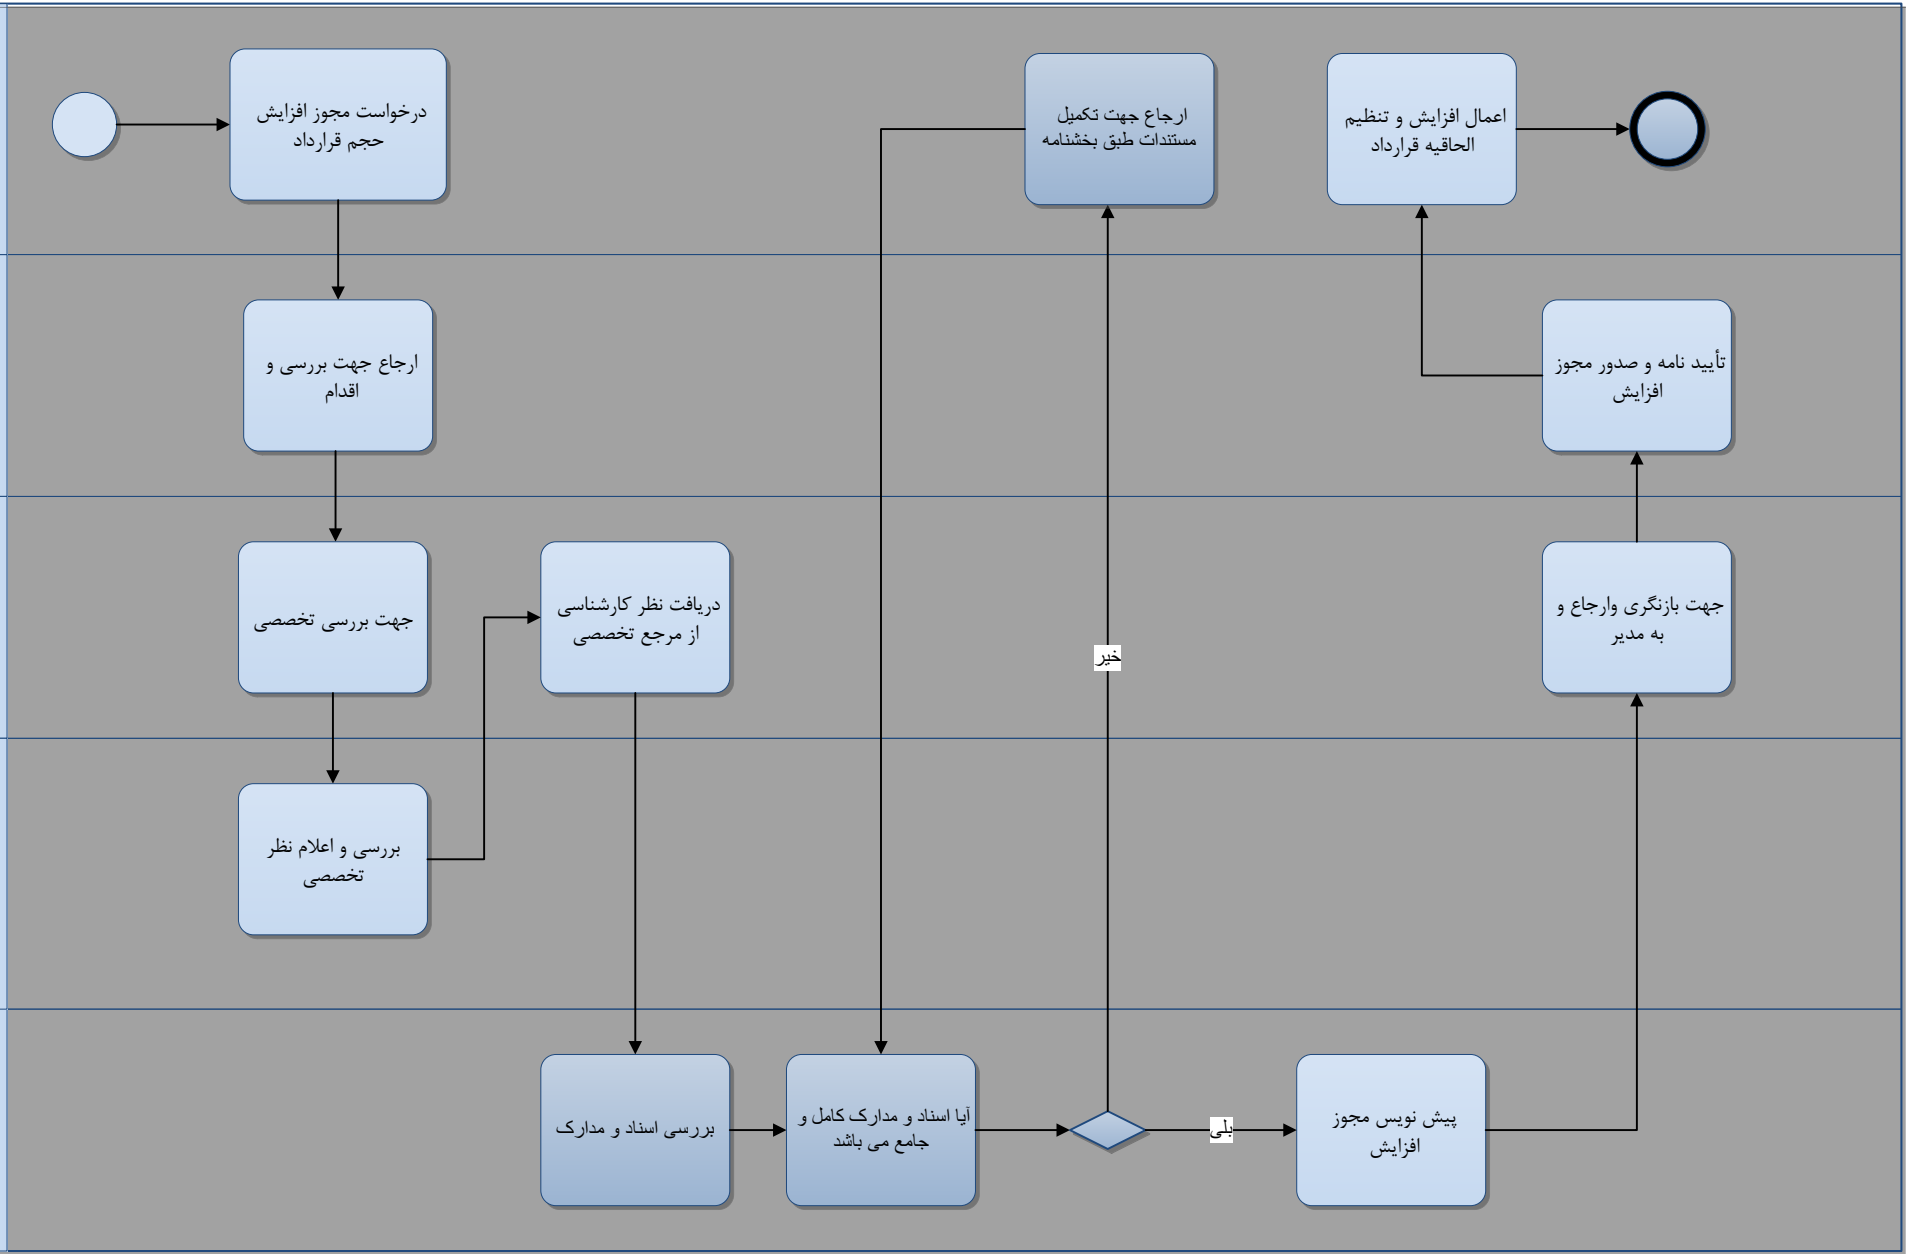 درخواست مجوز افزایش
حجم قرارداد
ارجاع جهت تکمیل
مستندات طبق بخشنامه
اعمال افزایش و تنظیم
الحاقیه قرارداد
ارجاع جهت بررسی و
اقدام
تأیید نامه و صدور مجوز
افزایش
جهت بررسی تخصصی
دریافت نظر کارشناسی
از مرجع تخصصی
خیر
جهت بازنگری وارجاع و
به مدیر
بررسی و اعلام نظر
تخصصی
بررسی اسناد و مدارک
آیا اسناد و مدارک کامل و
جامع می باشد
بلی
پیش نویس مجوز
افزایش